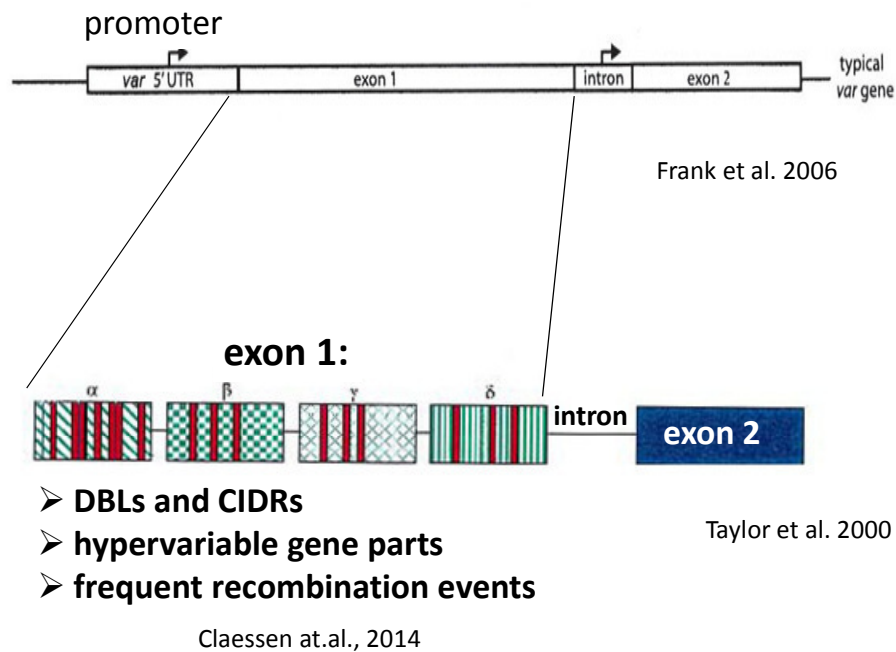 promoter
var 5'UTR exon 1 intron exon 2
typical
var gene
Frank et al. 2006
exon 1:
α β γ δ
intron
exon 2
➢ DBLs and CIDRs
➢ hypervariable gene parts
➢ frequent recombination events
Taylor et al. 2000
Claessen at.al., 2014